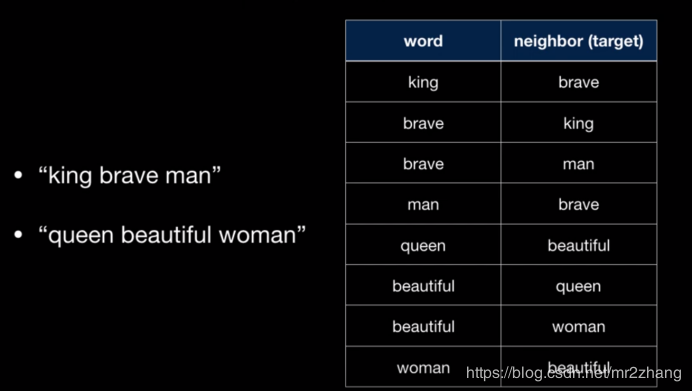 • “king brave man”
• “queen beautiful woman”
word neighbor (target)
king brave
brave king
brave man
man brave
queen beautiful
beautiful queen
beautiful woman
woman beautiful
https://blog.csdn.net/mr2zhang